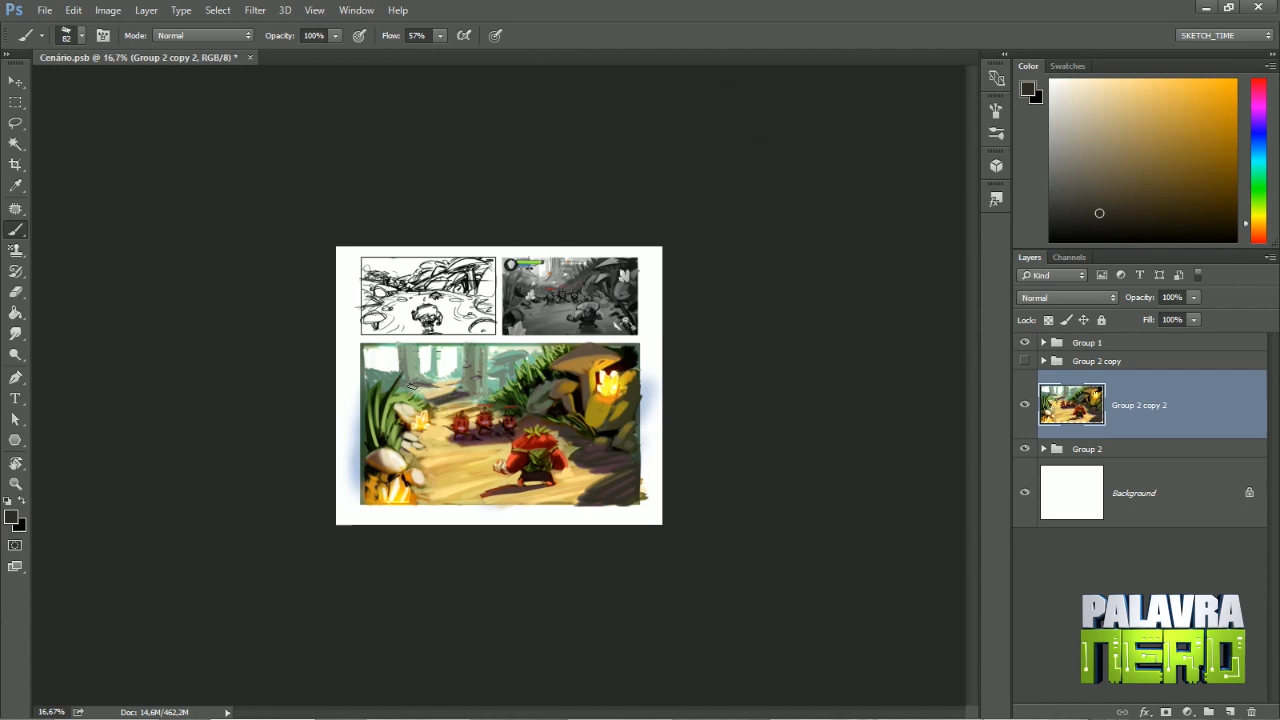 Ps File Edit Image Layer Type Select Filter 3D View Window Help
82 Mode: Normal Opacity: 100% Flow: 57% SKETCH_TIME
Cenário.psb @ 16,7% (Group 2 copy 2, RGB/8) * ×
Color Swatches
Layers Channels
Kind
Normal Opacity: 100%
Lock: Fill: 100%
Group 1
Group 2 copy
Group 2 copy 2
Group 2
Background
PALAVRA
NERD
16,67% Doc: 14,6M/462,2M